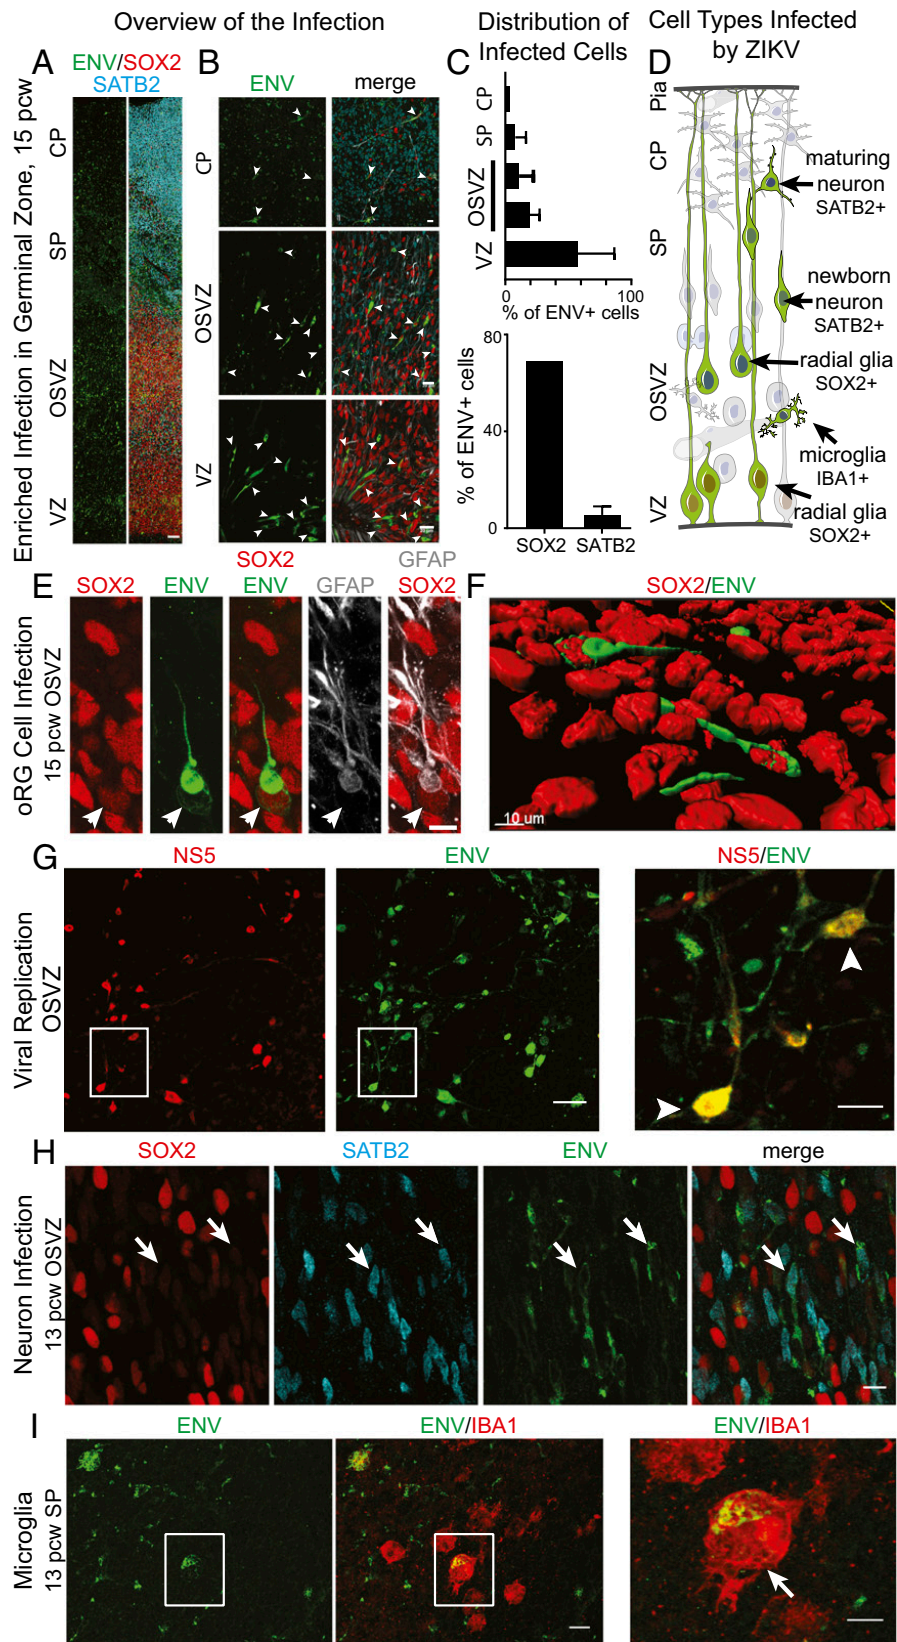 Overview of the Infection
Distribution of
Infected Cells
Cell Types Infected
by ZIKV
Enriched Infection in Germinal Zone, 15 pcw
A
ENV/SOX2
SATB2
CP
SP
OSVZ
VZ
B
ENV
merge
CP
OSVZ
VZ
C
CP
SP
OSVZ
VZ
0
100
% of ENV+ cells
% of ENV+ cells
80
40
0
SOX2
SATB2
D
Pia
CP
SP
OSVZ
VZ
maturing
neuron
SATB2+
newborn
neuron
SATB2+
radial glia
SOX2+
microglia
IBA1+
radial glia
SOX2+
E
oRG Cell Infection
15 pcw OSVZ
SOX2
ENV
SOX2
ENV
GFAP
GFAP
SOX2
F
SOX2/ENV
10 um
G
Viral Replication
OSVZ
NS5
ENV
NS5/ENV
H
Neuron Infection
13 pcw OSVZ
SOX2
SATB2
ENV
merge
I
Microglia
13 pcw SP
ENV
ENV/IBA1
ENV/IBA1